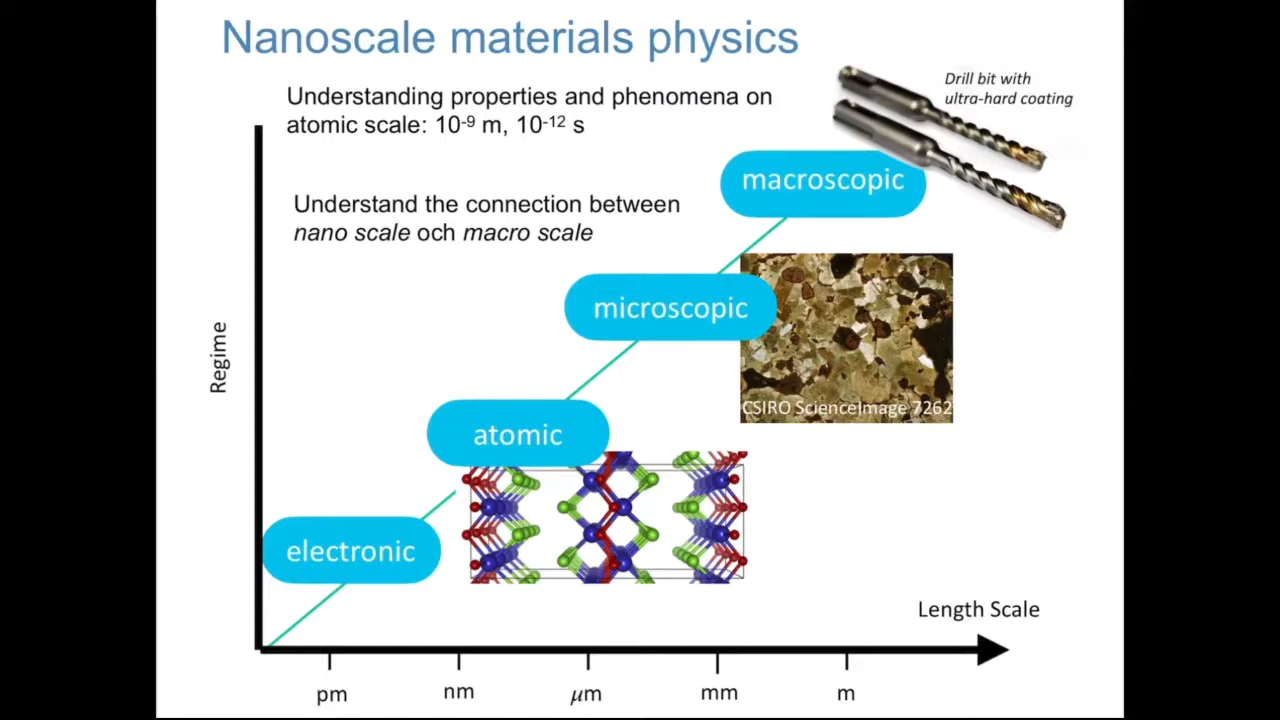 Nanoscale materials physics
Drill bit with
ultra-hard coating
Understanding properties and phenomena on
atomic scale: 10⁻⁹ m, 10⁻¹² s
macroscopic
Understand the connection between
nano scale och macro scale
microscopic
Regime
CSIRO ScienceImage 7262
atomic
electronic
Length Scale
pm
nm
μm
mm
m